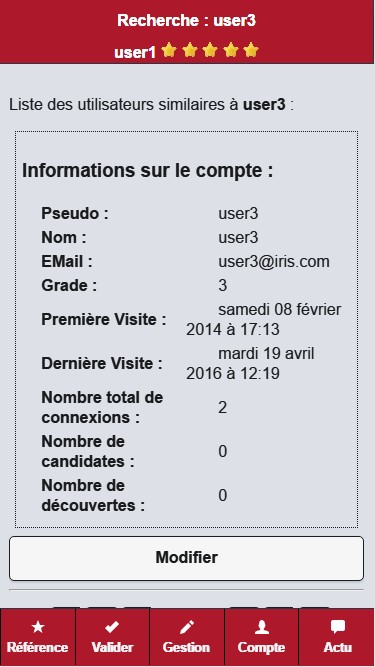 Recherche : user3
user1
Liste des utilisateurs similaires à user3 :
Informations sur le compte :
Pseudo : user3
Nom : user3
EMail : user3@iris.com
Grade : 3
Première Visite : samedi 08 février
2014 à 17:13
Dernière Visite : mardi 19 avril
2016 à 12:19
Nombre total de
connexions : 2
Nombre de
candidates : 0
Nombre de
découvertes : 0
Modifier
Référence Valider Gestion Compte Actu